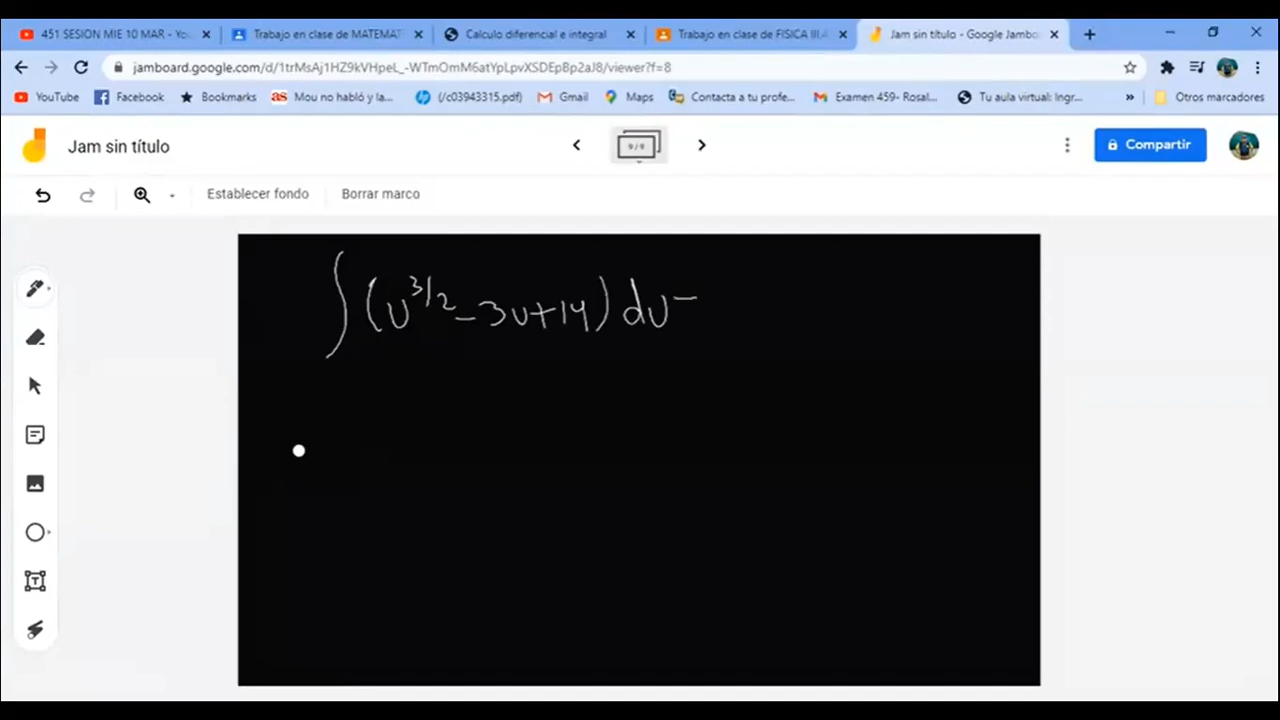 451 SESION MIE 10 MAR - You
Trabajo en clase de MATEMAT
Calculo diferencial e integral
Trabajo en clase de FISICA III
Jam sin título - Google Jambo
jamboard.google.com/d/1trMsAj1HZ9kVHpeL_-WTmOmM6atYpLpvXSDEpBp2aJ8/viewer?f=8
YouTube
Facebook
Bookmarks
as Mou no habló y la...
(/c03943315.pdf)
Gmail
Maps
Contacta a tu profe...
Examen 459- Rosal...
Tu aula virtual: Ingr...
»
Otros marcadores
Jam sin título
9/9
Compartir
Establecer fondo
Borrar marco
∫(u^3/2 -3u+14) du -